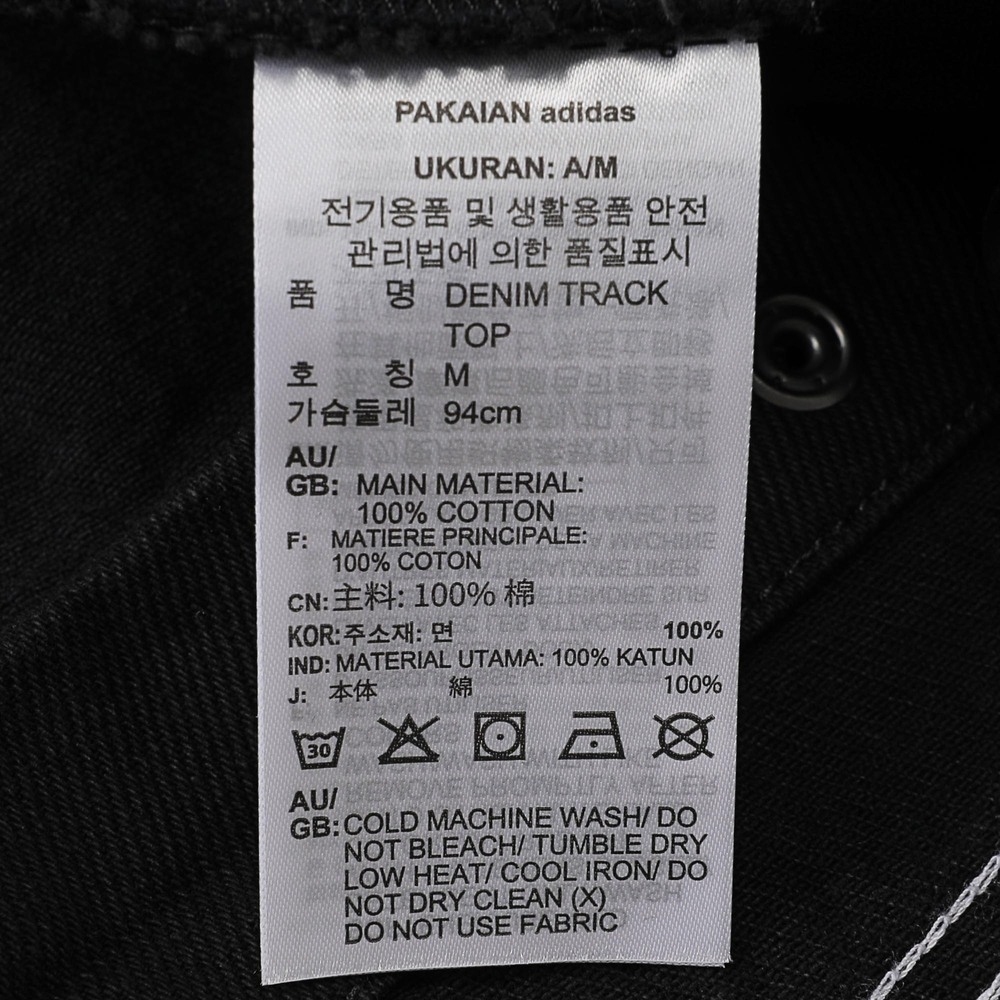 PAKAIAN adidas
UKURAN: A/M
전기용품 및 생활용품 안전
관리법에 의한 품질표시
품 명 DENIM TRACK
TOP
호 칭 M
가슴둘레 94cm
AU/
GB: MAIN MATERIAL:
100% COTTON
F: MATIERE PRINCIPALE:
100% COTON
CN: 主料: 100% 棉
KOR: 주소재: 면 100%
IND: MATERIAL UTAMA: 100% KATUN
J: 本体 綿 100%
30
AU/
GB: COLD MACHINE WASH/ DO
NOT BLEACH/ TUMBLE DRY
LOW HEAT/ COOL IRON/ DO
NOT DRY CLEAN (X)
DO NOT USE FABRIC